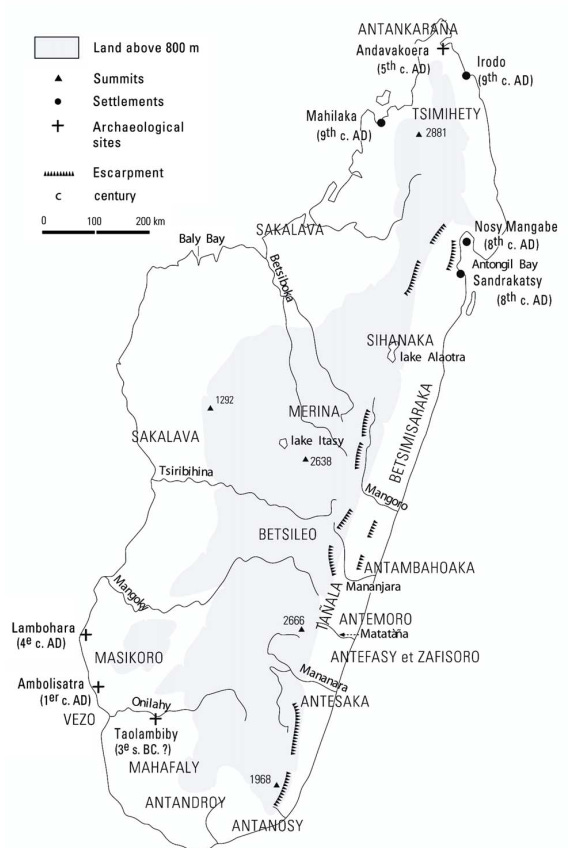 Land above 800 m
Summits
Settlements
Archaeological
sites
Escarpment
c century
0 100 200 km
ANTANKARAÑA
Andavakoera
(5th c. AD)
Irodo
(9th c. AD)
TSIMIHETY
Mahilaka
(9th c. AD)
2881
SAKALAVA
Baly Bay
Betsiboka
Nosy Mangabe
(8th c. AD)
Antongil Bay
Sandrakatsy
(8th c. AD)
SIHANAKA
lake Alaotra
1292
MERINA
BETSIMISARAKA
SAKALAVA
lake Itasy
2638
Tsiribihina
Mangoro
BETSILEO
ANTAMBAHOAKA
Mangoky
Mananjara
TAÑALA
Lambohara
(4e c. AD)
2666
ANTEMORO
Matatàña
MASIKORO
ANTEFASY et ZAFISORO
Ambolisatra
(1er c. AD)
Mananara
Onilahy
ANTESAKA
VEZO
Taolambiby
(3e s. BC. ?)
MAHAFALY
1968
ANTANDROY
ANTANOSY